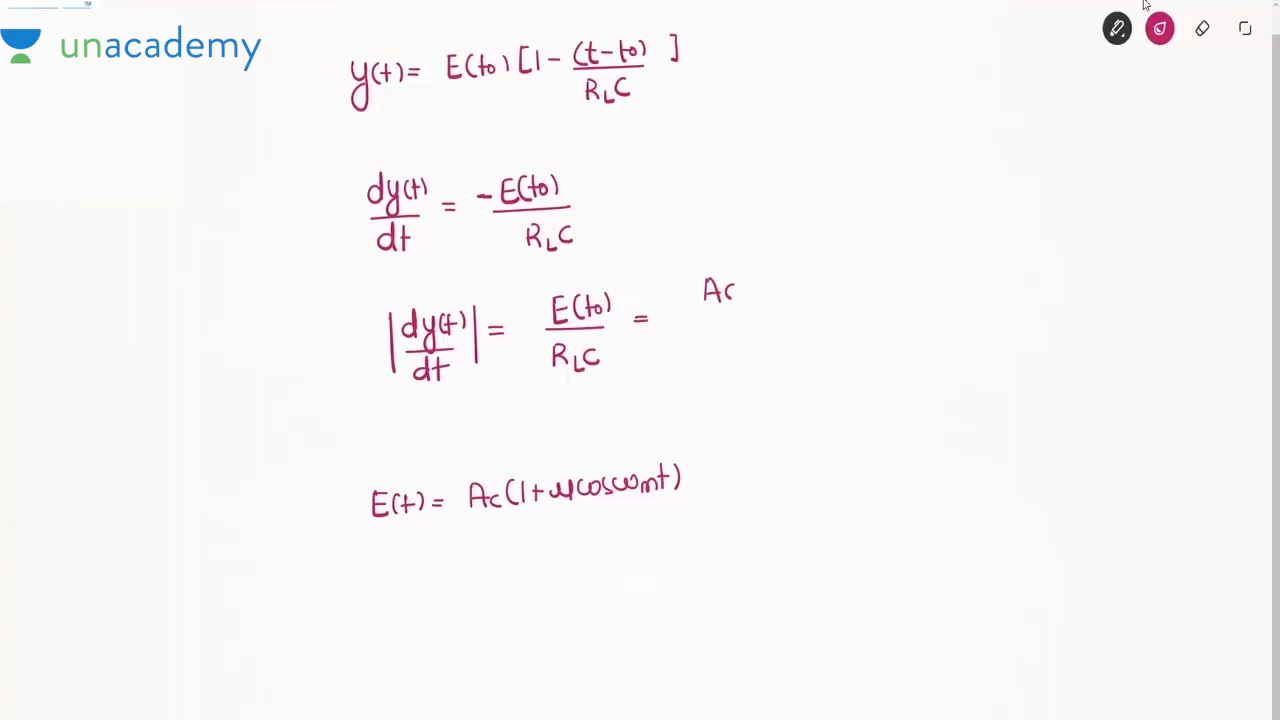 unacademy
y(t) = E(t0) [1 - (t-t0)/RLC ]
dy(t)/dt = -E(t0)/RLC
|dy(t)/dt| = E(t0)/RLC = Ac
E(t) = Ac(1+μcosωmt)